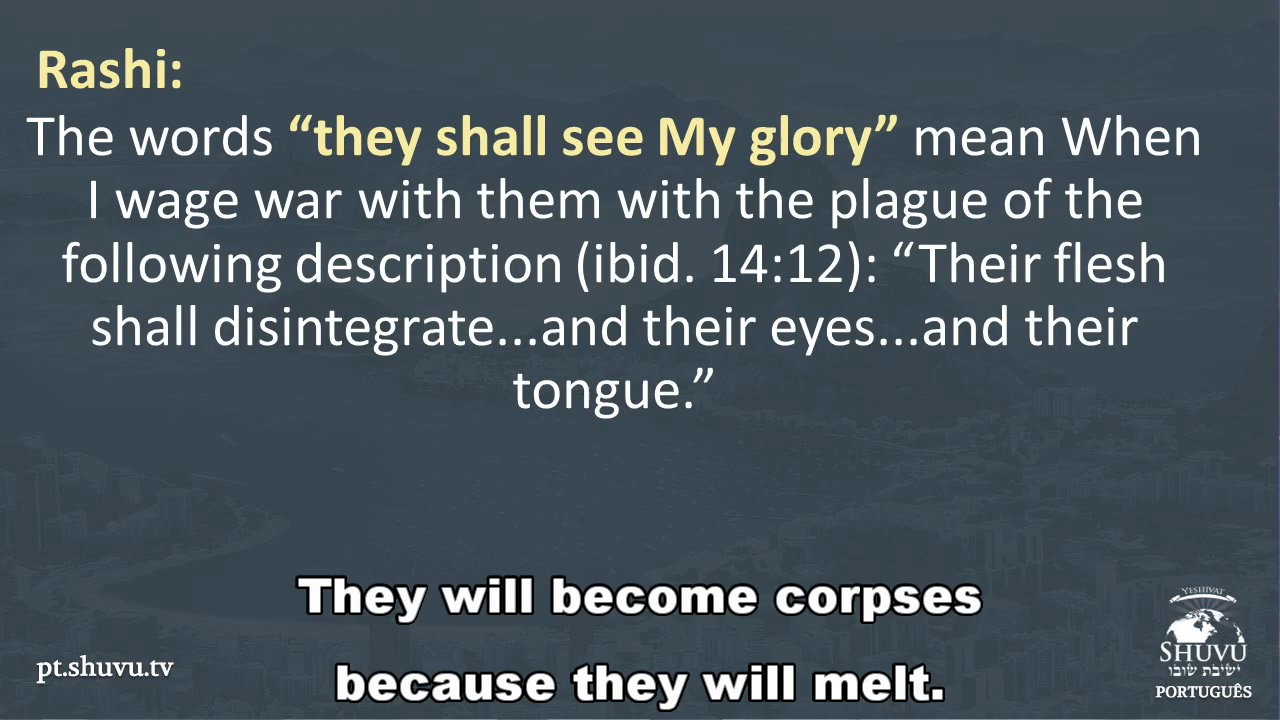 Rashi:
The words “they shall see My glory” mean When
I wage war with them with the plague of the
following description (ibid. 14:12): “Their flesh
shall disintegrate...and their eyes...and their
tongue.”
They will become corpses
because they will melt.
pt.shuvu.tv
YESHIVAT
SHUVU
ישיבת שובו
PORTUGUÊS